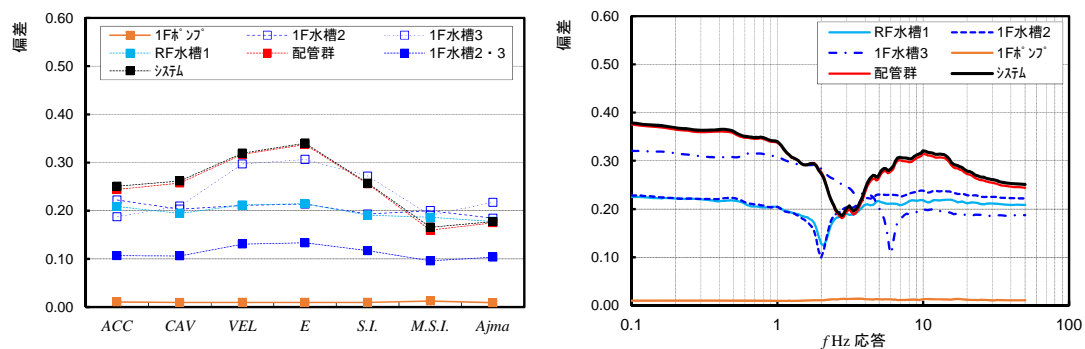 偏差
0.60
0.50
0.40
0.30
0.20
0.10
0.00
1Fﾎﾟﾝﾌﾟ 1F水槽2 1F水槽3
RF水槽1 配管群 1F水槽2・3
ｼｽﾃﾑ
ACC CAV VEL E S.I. M.S.I. Ajma
偏差
0.60
0.50
0.40
0.30
0.20
0.10
0.00
RF水槽1 1F水槽2
1F水槽3 1Fﾎﾟﾝﾌﾟ
配管群 ｼｽﾃﾑ
0.1 1 10 100
f Hz 応答